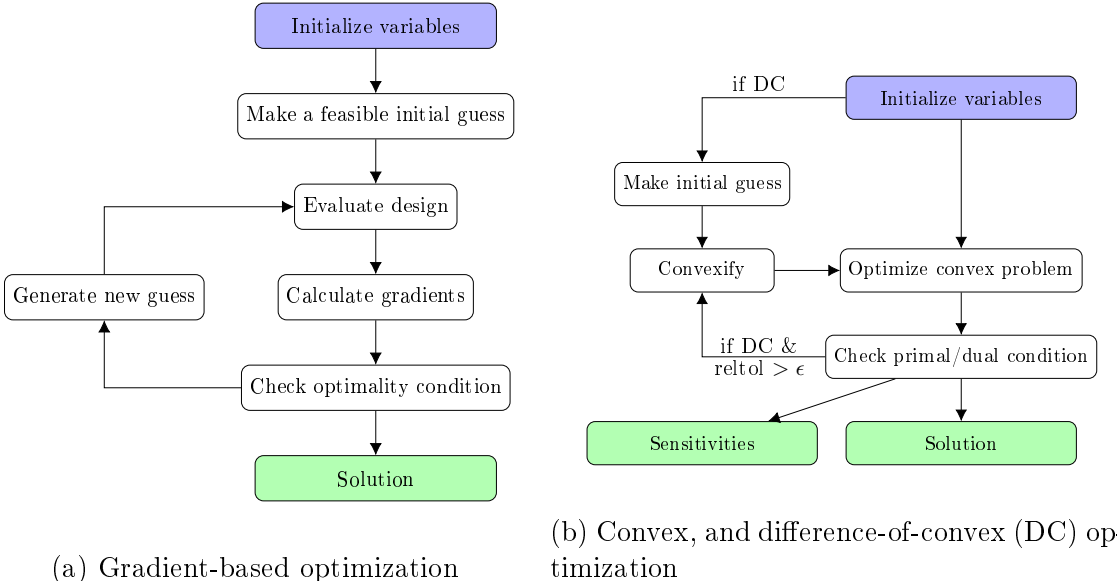 Initialize variables
Make a feasible initial guess
Evaluate design
Generate new guess
Calculate gradients
Check optimality condition
Solution
(a) Gradient-based optimization
if DC
Initialize variables
Make initial guess
Convexify
Optimize convex problem
if DC &
reltol > ϵ
Check primal/dual condition
Sensitivities
Solution
(b) Convex, and difference-of-convex (DC) op-
timization